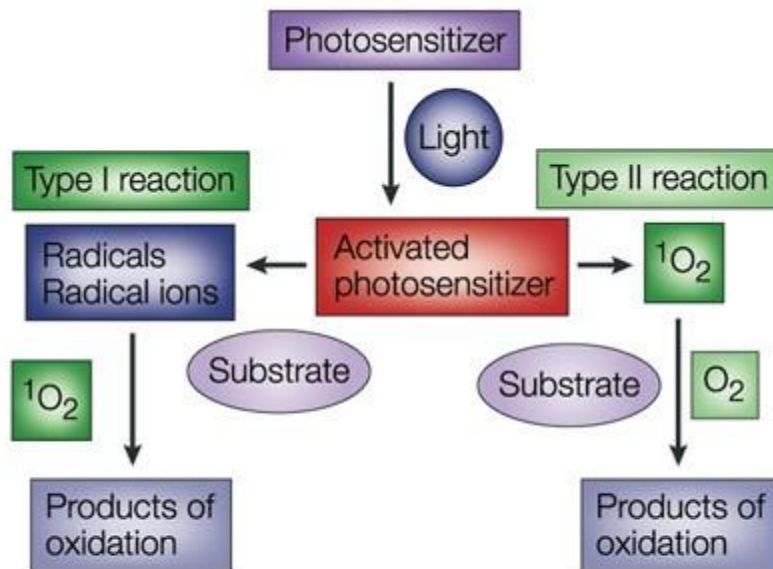 Photosensitizer
Light
Type I reaction
Type II reaction
Radicals
Radical ions
Activated
photosensitizer
¹O₂
Substrate
Substrate
¹O₂
O₂
Products of
oxidation
Products of
oxidation